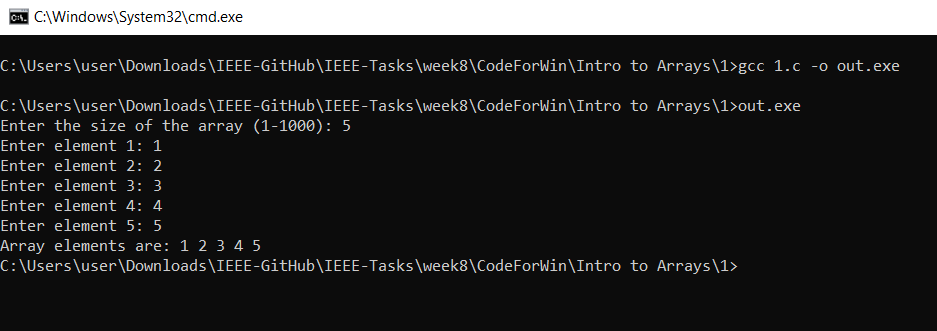 C:\Windows\System32\cmd.exe
C:\Users\user\Downloads\IEEE-GitHub\IEEE-Tasks\week8\CodeForWin\Intro to Arrays\1>gcc 1.c -o out.exe
C:\Users\user\Downloads\IEEE-GitHub\IEEE-Tasks\week8\CodeForWin\Intro to Arrays\1>out.exe
Enter the size of the array (1-1000): 5
Enter element 1: 1
Enter element 2: 2
Enter element 3: 3
Enter element 4: 4
Enter element 5: 5
Array elements are: 1 2 3 4 5
C:\Users\user\Downloads\IEEE-GitHub\IEEE-Tasks\week8\CodeForWin\Intro to Arrays\1>